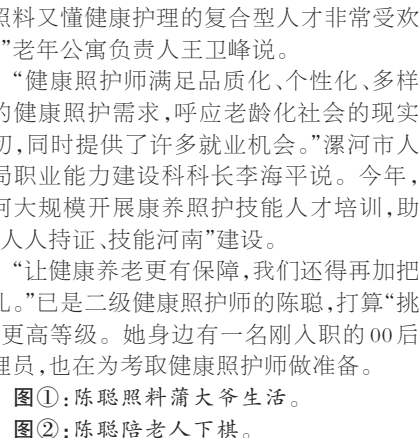 照料又懂健康护理的复合型人才非常受欢
”老年公寓负责人王卫峰说。
“健康照护师满足品质化、个性化、多样
的健康照护需求,呼应老龄化社会的现实
切,同时提供了许多就业机会。”漯河市人
局职业能力建设科科长李海平说。今年,
河大规模开展康养照护技能人才培训,助
“人人持证、技能河南”建设。
“让健康养老更有保障,我们还得再加把
儿。”已是二级健康照护师的陈聪,打算“挑
更高等级。她身边有一名刚入职的00后
理员,也在为考取健康照护师做准备。
图①:陈聪照料蒲大爷生活。
图②:陈聪陪老人下棋。